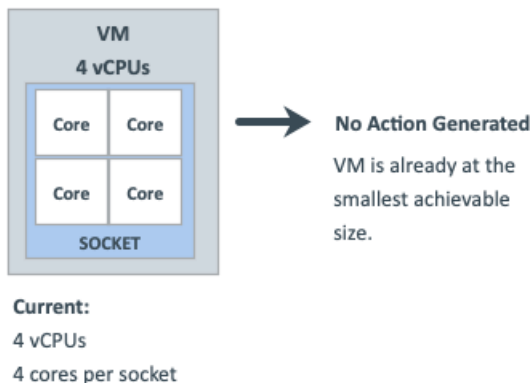 VM
4 vCPUs
Core Core
Core Core
SOCKET
No Action Generated
VM is already at the
smallest achievable
size.
Current:
4 vCPUs
4 cores per socket